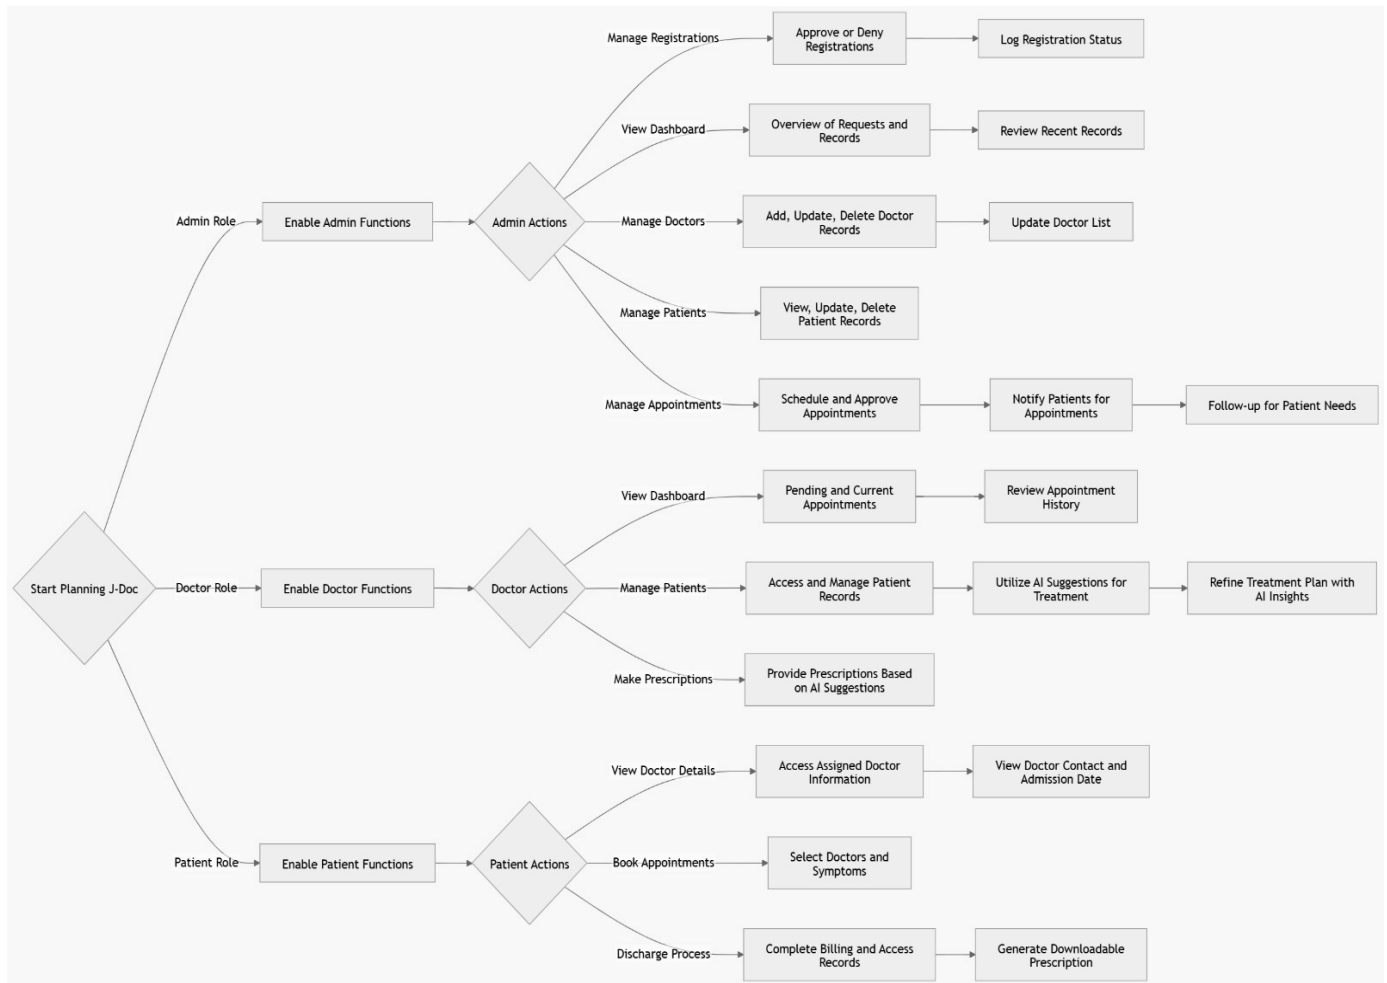 Manage Registrations
Approve or Deny
Registrations
Log Registration Status
View Dashboard
Overview of Requests and
Records
Review Recent Records
Admin Role
Enable Admin Functions
Admin Actions
Manage Doctors
Add, Update, Delete Doctor
Records
Update Doctor List
Manage Patients
View, Update, Delete
Patient Records
Manage Appointments
Schedule and Approve
Appointments
Notify Patients for
Appointments
Follow-up for Patient Needs
View Dashboard
Pending and Current
Appointments
Review Appointment
History
Start Planning J-Doc
Doctor Role
Enable Doctor Functions
Doctor Actions
Manage Patients
Access and Manage Patient
Records
Utilize AI Suggestions for
Treatment
Refine Treatment Plan with
AI Insights
Make Prescriptions
Provide Prescriptions Based
on AI Suggestions
View Doctor Details
Access Assigned Doctor
Information
View Doctor Contact and
Admission Date
Patient Role
Enable Patient Functions
Patient Actions
Book Appointments
Select Doctors and
Symptoms
Discharge Process
Complete Billing and Access
Records
Generate Downloadable
Prescription